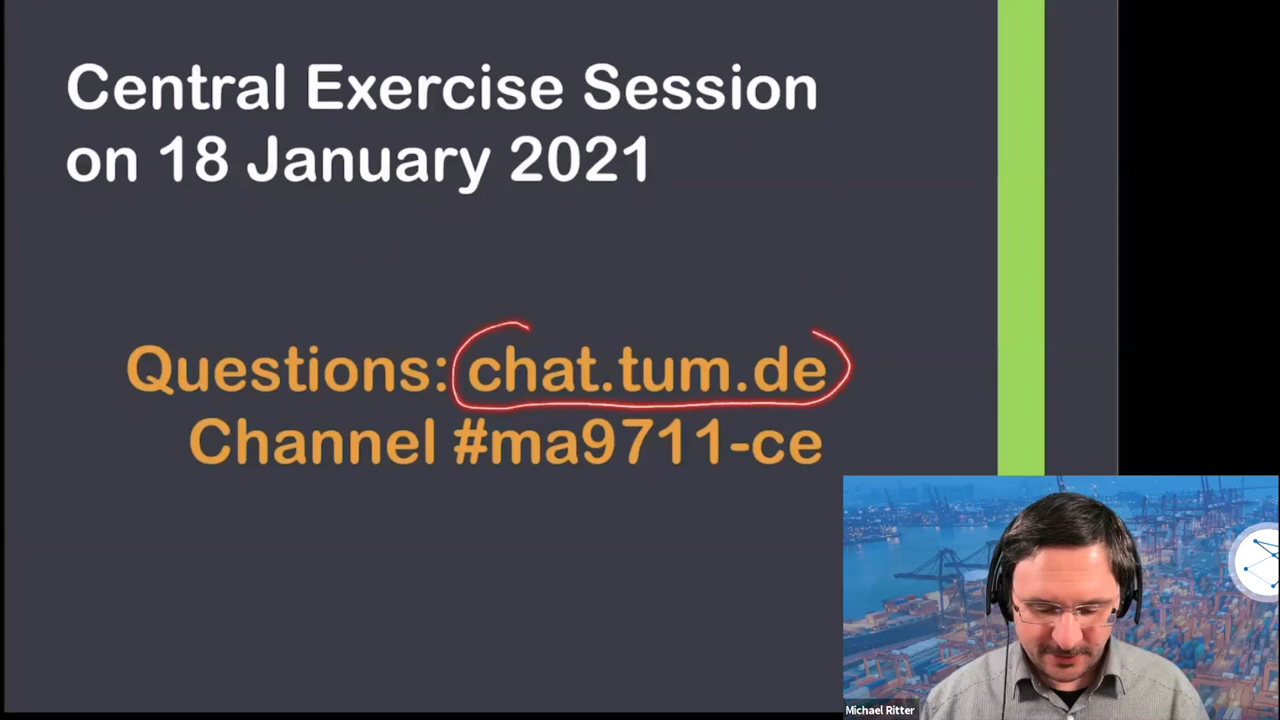 Central Exercise Session
on 18 January 2021
Questions: chat.tum.de
Channel #ma9711-ce
Michael Ritter